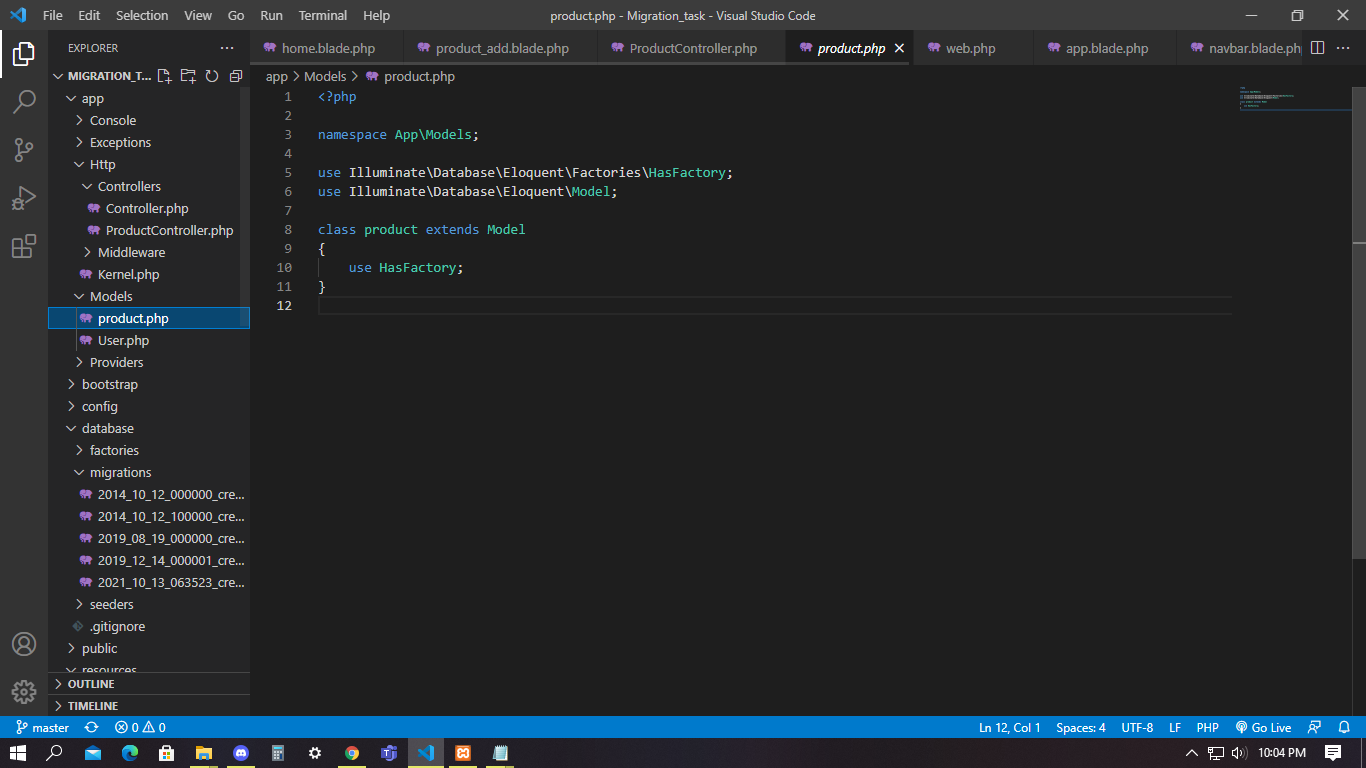 File Edit Selection View Go Run Terminal Help
product.php - Migration_task - Visual Studio Code
EXPLORER
MIGRATION_T...
app
Console
Exceptions
Http
Controllers
Controller.php
ProductController.php
Middleware
Kernel.php
Models
product.php
User.php
Providers
bootstrap
config
database
factories
migrations
2014_10_12_000000_cre...
2014_10_12_100000_cre...
2019_08_19_000000_cre...
2019_12_14_000001_cre...
2021_10_13_063523_cre...
seeders
.gitignore
public
resources
OUTLINE
TIMELINE
home.blade.php product_add.blade.php ProductController.php product.php web.php app.blade.php navbar.blade.php
app > Models > product.php
1 <?php
2
3 namespace App\Models;
4
5 use Illuminate\Database\Eloquent\Factories\HasFactory;
6 use Illuminate\Database\Eloquent\Model;
7
8 class product extends Model
9 {
10 use HasFactory;
11 }
12
master 0 0 Ln 12, Col 1 Spaces: 4 UTF-8 LF PHP Go Live
10:04 PM